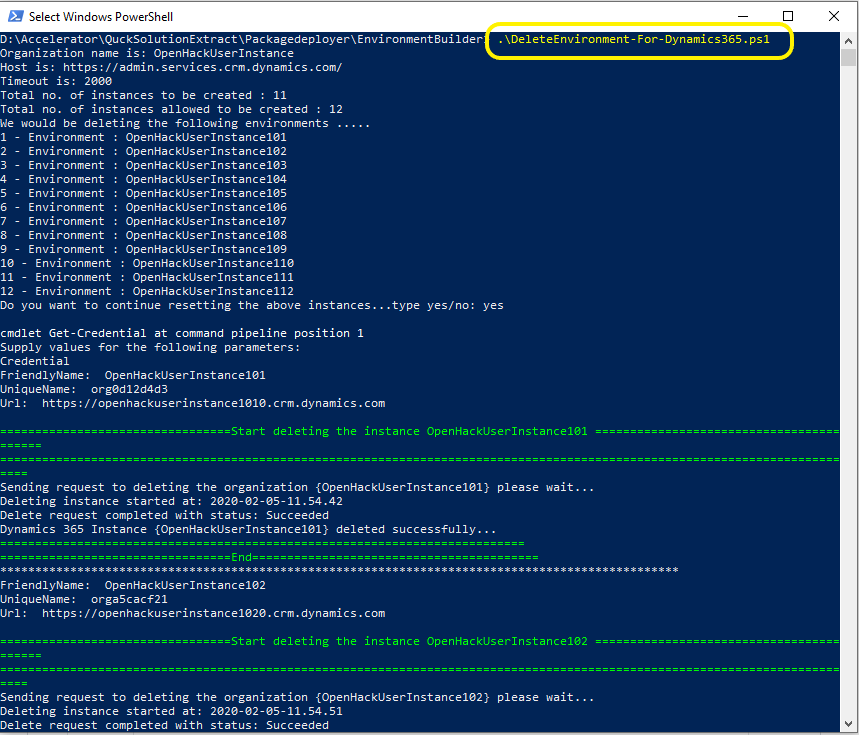 Select Windows PowerShell
D:\Accelerator\QuckSolutionExtract\Packagedeployer\EnvironmentBuilder> .\DeleteEnvironment-For-Dynamics365.ps1
Organization name is: OpenHackUserInstance
Host is: https://admin.services.crm.dynamics.com/
Timeout is: 2000
Total no. of instances to be created : 11
Total no. of instances allowed to be created : 12
We would be deleting the following environments .....
1 - Environment : OpenHackUserInstance101
2 - Environment : OpenHackUserInstance102
3 - Environment : OpenHackUserInstance103
4 - Environment : OpenHackUserInstance104
5 - Environment : OpenHackUserInstance105
6 - Environment : OpenHackUserInstance106
7 - Environment : OpenHackUserInstance107
8 - Environment : OpenHackUserInstance108
9 - Environment : OpenHackUserInstance109
10 - Environment : OpenHackUserInstance110
11 - Environment : OpenHackUserInstance111
12 - Environment : OpenHackUserInstance112
Do you want to continue resetting the above instances...type yes/no: yes
cmdlet Get-Credential at command pipeline position 1
Supply values for the following parameters:
Credential
FriendlyName:  OpenHackUserInstance101
UniqueName:  org0d12d4d3
Url:  https://openhackuserinstance1010.crm.dynamics.com
=================================Start deleting the instance OpenHackUserInstance101 ===================================
======
========================================================================================================================
====
Sending request to deleting the organization {OpenHackUserInstance101} please wait...
Deleting instance started at: 2020-02-05-11.54.42
Delete request completed with status: Succeeded
Dynamics 365 Instance {OpenHackUserInstance101} deleted successfully...
===========================================================================
=================================End=========================================
*************************************************************************************************
FriendlyName:  OpenHackUserInstance102
UniqueName:  orga5cacf21
Url:  https://openhackuserinstance1020.crm.dynamics.com
=================================Start deleting the instance OpenHackUserInstance102 ===================================
======
========================================================================================================================
====
Sending request to deleting the organization {OpenHackUserInstance102} please wait...
Deleting instance started at: 2020-02-05-11.54.51
Delete request completed with status: Succeeded